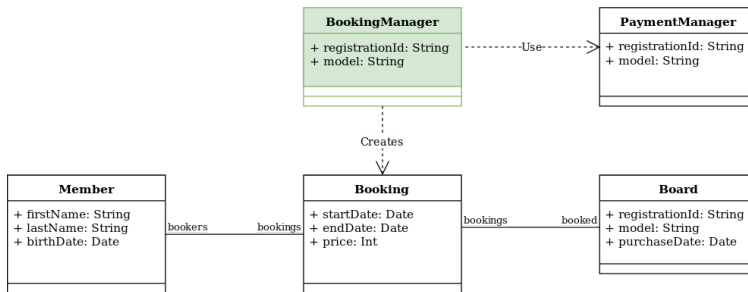 BookingManager
+ registrationId: String
+ model: String
PaymentManager
+ registrationId: String
+ model: String
Use
Creates
Member
+ firstName: String
+ lastName: String
+ birthDate: Date
bookers
bookings
Booking
+ startDate: Date
+ endDate: Date
+ price: Int
bookings
booked
Board
+ registrationId: String
+ model: String
+ purchaseDate: Date